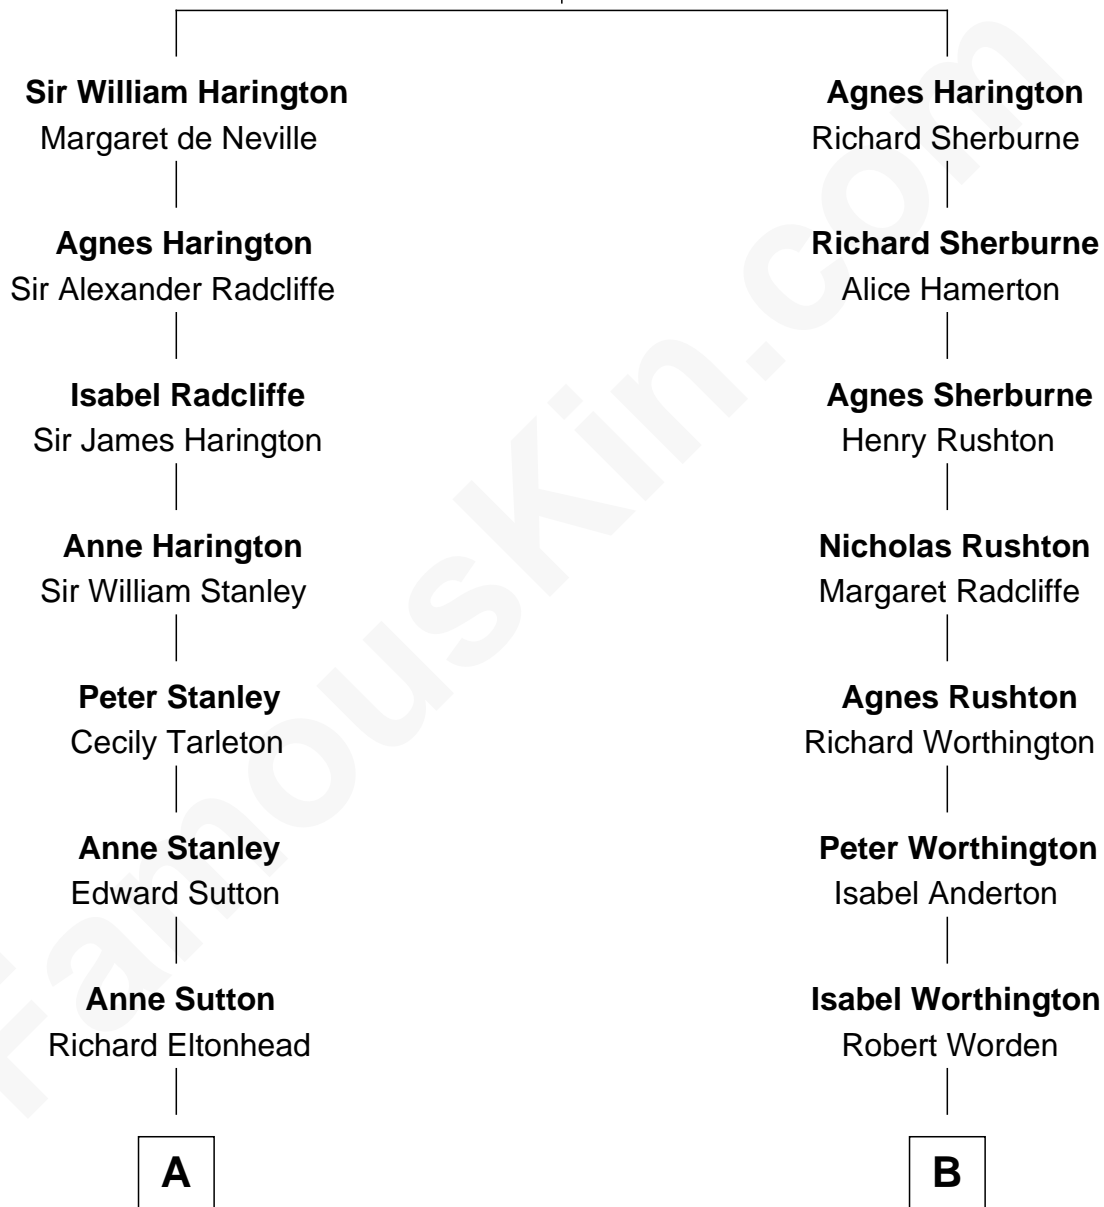 Sir William Harington
Margaret de Neville
Agnes Harington
Sir Alexander Radcliffe
Isabel Radcliffe
Sir James Harington
Anne Harington
Sir William Stanley
Peter Stanley
Cecily Tarleton
Anne Stanley
Edward Sutton
Anne Sutton
Richard Eltonhead
A
Agnes Harington
Richard Sherburne
Richard Sherburne
Alice Hamerton
Agnes Sherburne
Henry Rushton
Nicholas Rushton
Margaret Radcliffe
Agnes Rushton
Richard Worthington
Peter Worthington
Isabel Anderton
Isabel Worthington
Robert Worden
B
FamousKin.com